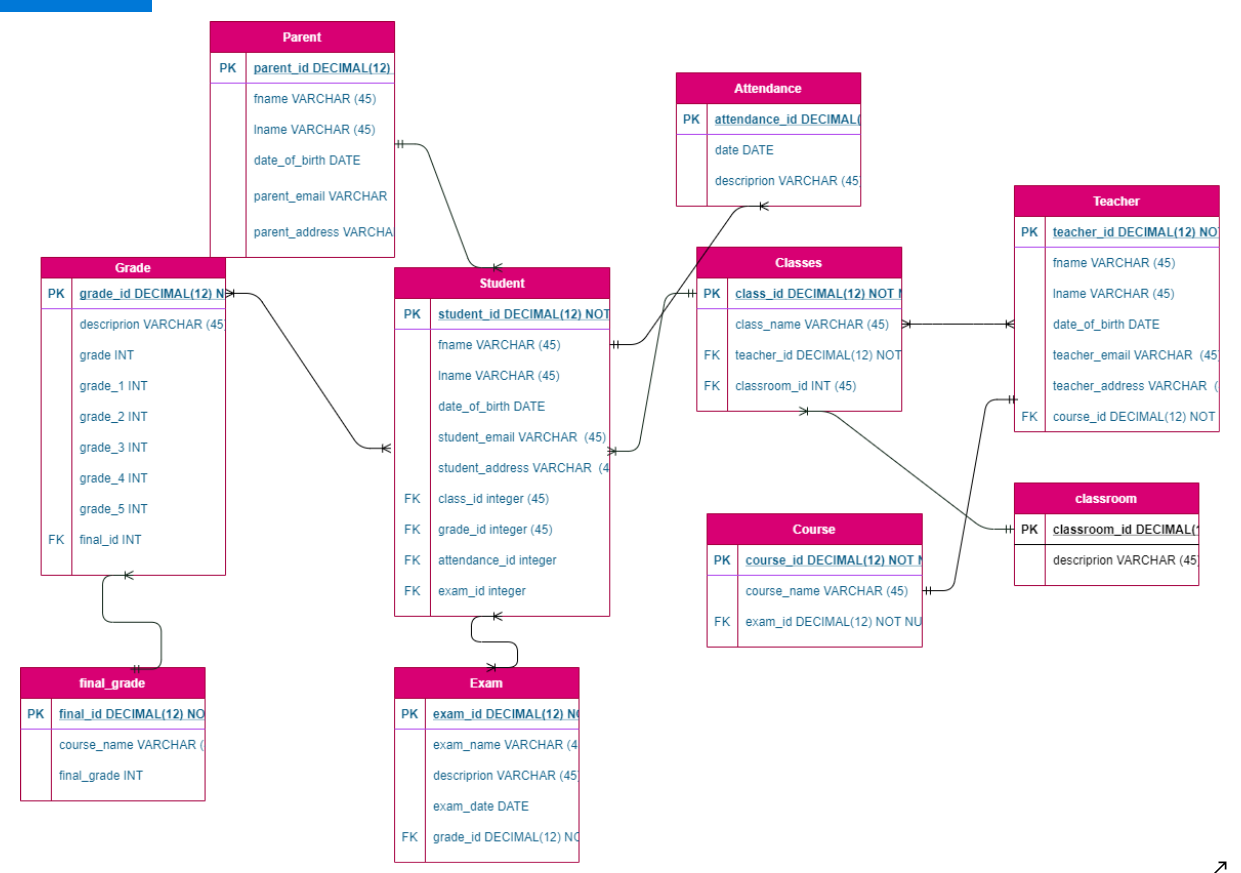 Parent
PK parent_id DECIMAL(12)
fname VARCHAR (45)
lname VARCHAR (45)
date_of_birth DATE
parent_email VARCHAR
parent_address VARCHA
Attendance
PK attendance_id DECIMAL(
date DATE
descriprion VARCHAR (45)
Teacher
PK teacher_id DECIMAL(12) NO
fname VARCHAR (45)
lname VARCHAR (45)
date_of_birth DATE
teacher_email VARCHAR (45)
teacher_address VARCHAR (
FK course_id DECIMAL(12) NOT
Grade
PK grade_id DECIMAL(12) N
descriprion VARCHAR (45)
grade INT
grade_1 INT
grade_2 INT
grade_3 INT
grade_4 INT
grade_5 INT
FK final_id INT
Student
PK student_id DECIMAL(12) NOT
fname VARCHAR (45)
lname VARCHAR (45)
date_of_birth DATE
student_email VARCHAR (45)
student_address VARCHAR (4
FK class_id integer (45)
FK grade_id integer (45)
FK attendance_id integer
FK exam_id integer
Classes
PK class_id DECIMAL(12) NOT N
class_name VARCHAR (45)
FK teacher_id DECIMAL(12) NOT
FK classroom_id INT (45)
classroom
PK classroom_id DECIMAL(1
descriprion VARCHAR (45)
Course
PK course_id DECIMAL(12) NOT N
course_name VARCHAR (45)
FK exam_id DECIMAL(12) NOT NU
final_grade
PK final_id DECIMAL(12) NO
course_name VARCHAR (
final_grade INT
Exam
PK exam_id DECIMAL(12) NO
exam_name VARCHAR (4
descriprion VARCHAR (45)
exam_date DATE
FK grade_id DECIMAL(12) NO